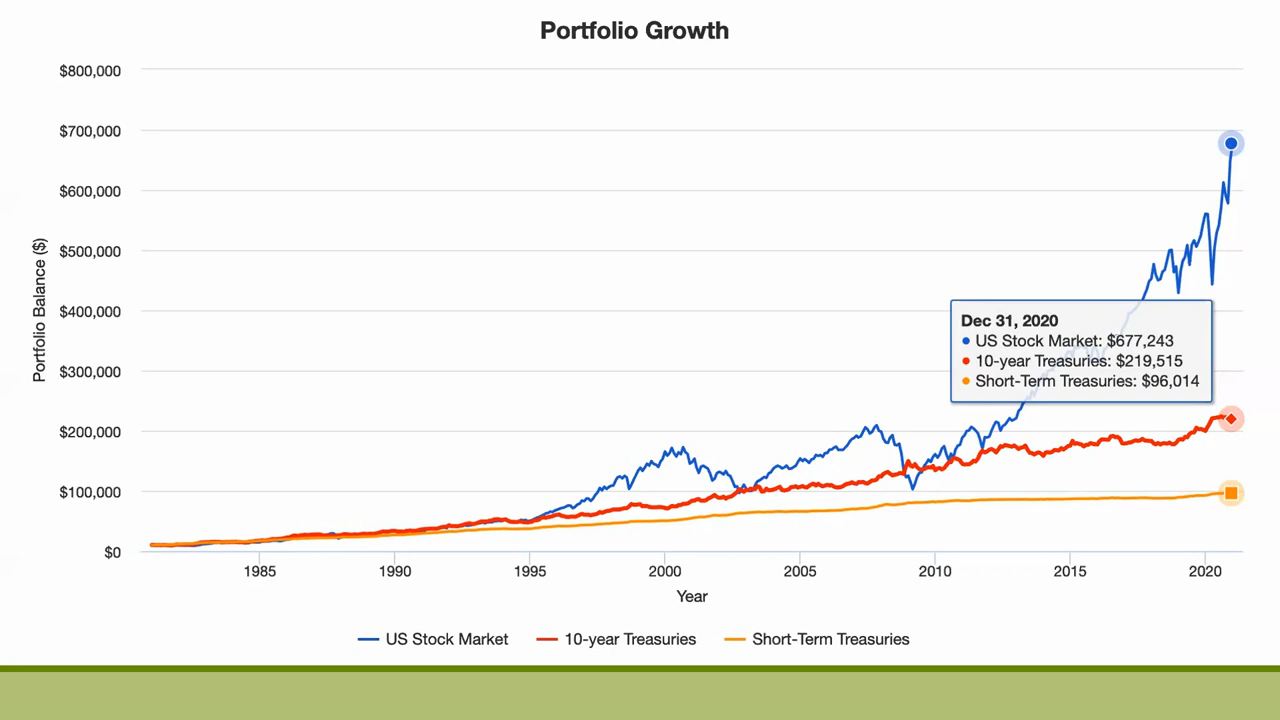 Portfolio Growth
$800,000
$700,000
$600,000
$500,000
$400,000
$300,000
$200,000
$100,000
$0
Portfolio Balance ($)
Dec 31, 2020
US Stock Market: $677,243
10-year Treasuries: $219,515
Short-Term Treasuries: $96,014
1985 1990 1995 2000 2005 2010 2015 2020
Year
US Stock Market 10-year Treasuries Short-Term Treasuries